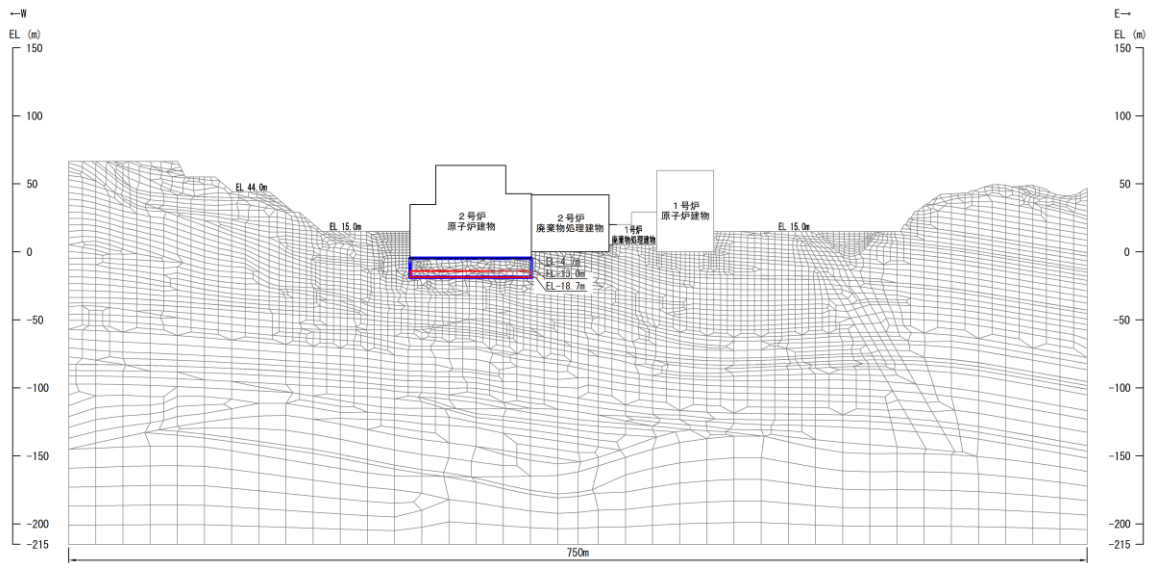 ←W
E→
EL (m)
EL (m)
150
150
100
100
50
50
0
0
-50
-50
-100
-100
-150
-150
-200
-200
-215
-215
EL 44.0m
EL 15.0m
2号炉
原子炉建物
2号炉
廃棄物処理建物
1号炉
廃棄物処理建物
1号炉
原子炉建物
EL 15.0m
EL-4.7m
EL-13.0m
EL-18.7m
750m